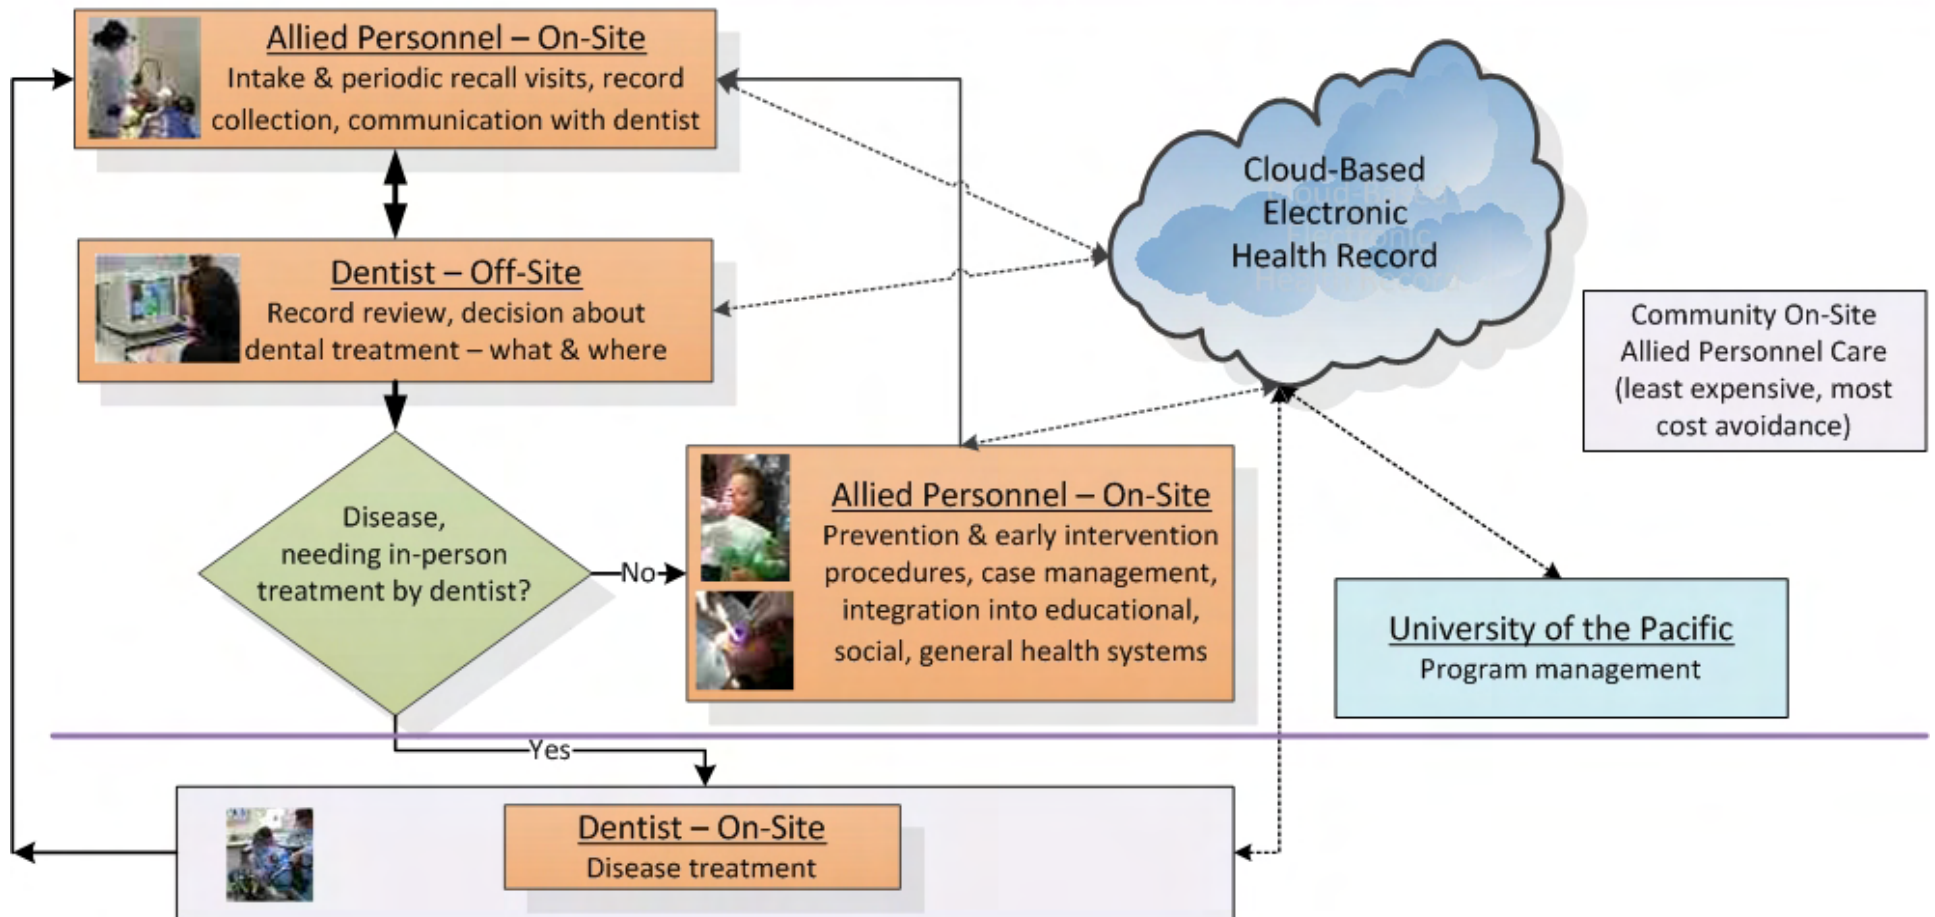 Allied Personnel – On-Site
Intake & periodic recall visits, record
collection, communication with dentist
Dentist – Off-Site
Record review, decision about
dental treatment – what & where
Cloud-Based
Electronic
Health Record
Community On-Site
Allied Personnel Care
(least expensive, most
cost avoidance)
Disease,
needing in-person
treatment by dentist?
No
Allied Personnel – On-Site
Prevention & early intervention
procedures, case management,
integration into educational,
social, general health systems
University of the Pacific
Program management
Yes
Dentist – On-Site
Disease treatment